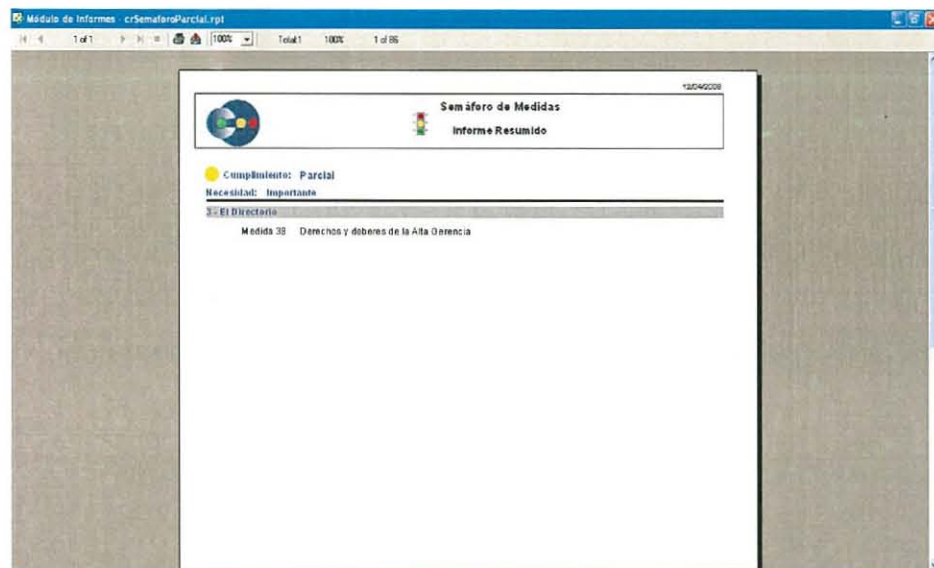 Módulo de Informes - crSemaforoParcial.rpt
1 of 1 100% Total:1 100% 1 of 86
12/04/2008
Semáforo de Medidas
Informe Resumido
Cumplimiento: Parcial
Necesidad: Importante
3 - El Directorio
Medida 38 Derechos y deberes de la Alta Gerencia